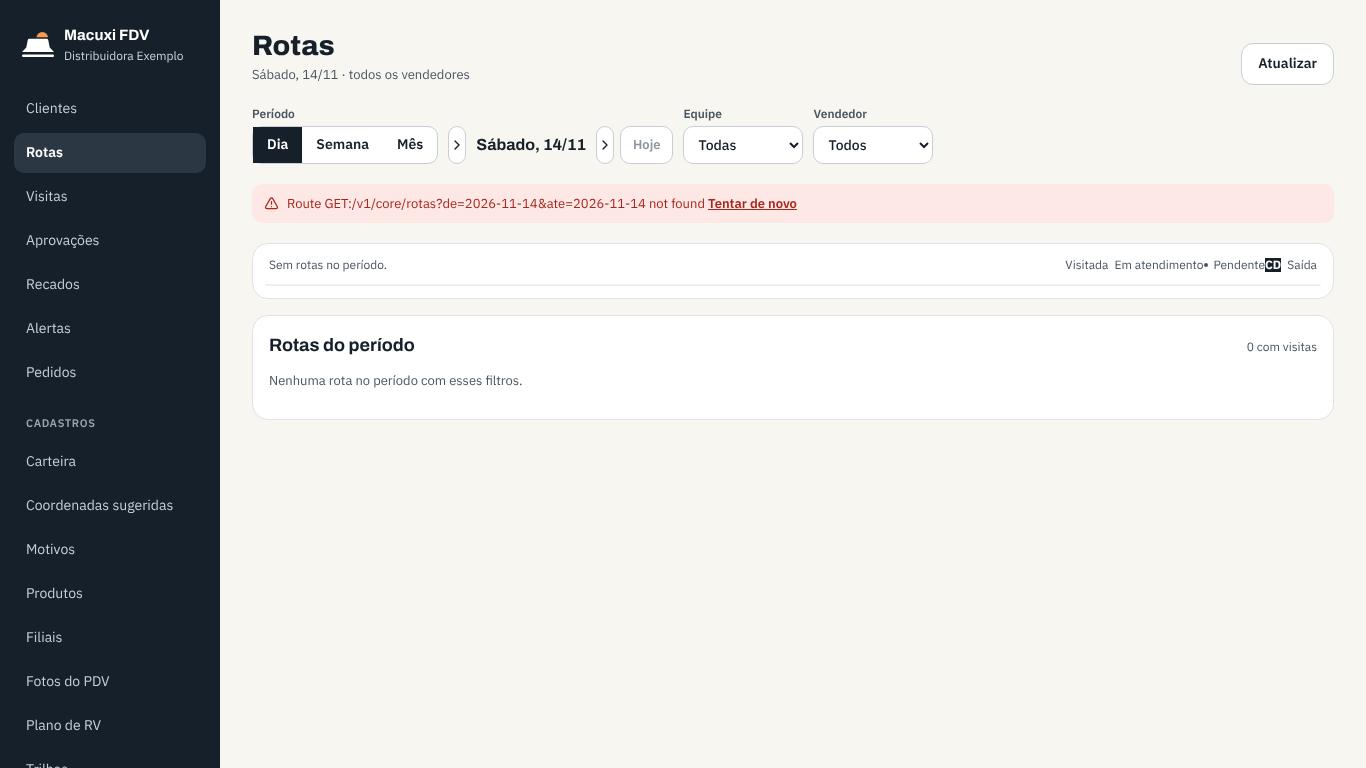 Macuxi FDV
Distribuidora Exemplo
Clientes
Rotas
Visitas
Aprovações
Recados
Alertas
Pedidos
CADASTROS
Carteira
Coordenadas sugeridas
Motivos
Produtos
Filiais
Fotos do PDV
Plano de RV
Trilhas
Rotas
Sábado, 14/11 · todos os vendedores
Atualizar
Período
Equipe
Vendedor
Dia Semana Mês Sábado, 14/11 Hoje Todas Todos
Route GET:/v1/core/rotas?de=2026-11-14&ate=2026-11-14 not found Tentar de novo
Sem rotas no período. Visitada Em atendimento• Pendente CD Saída
Rotas do período 0 com visitas
Nenhuma rota no período com esses filtros.